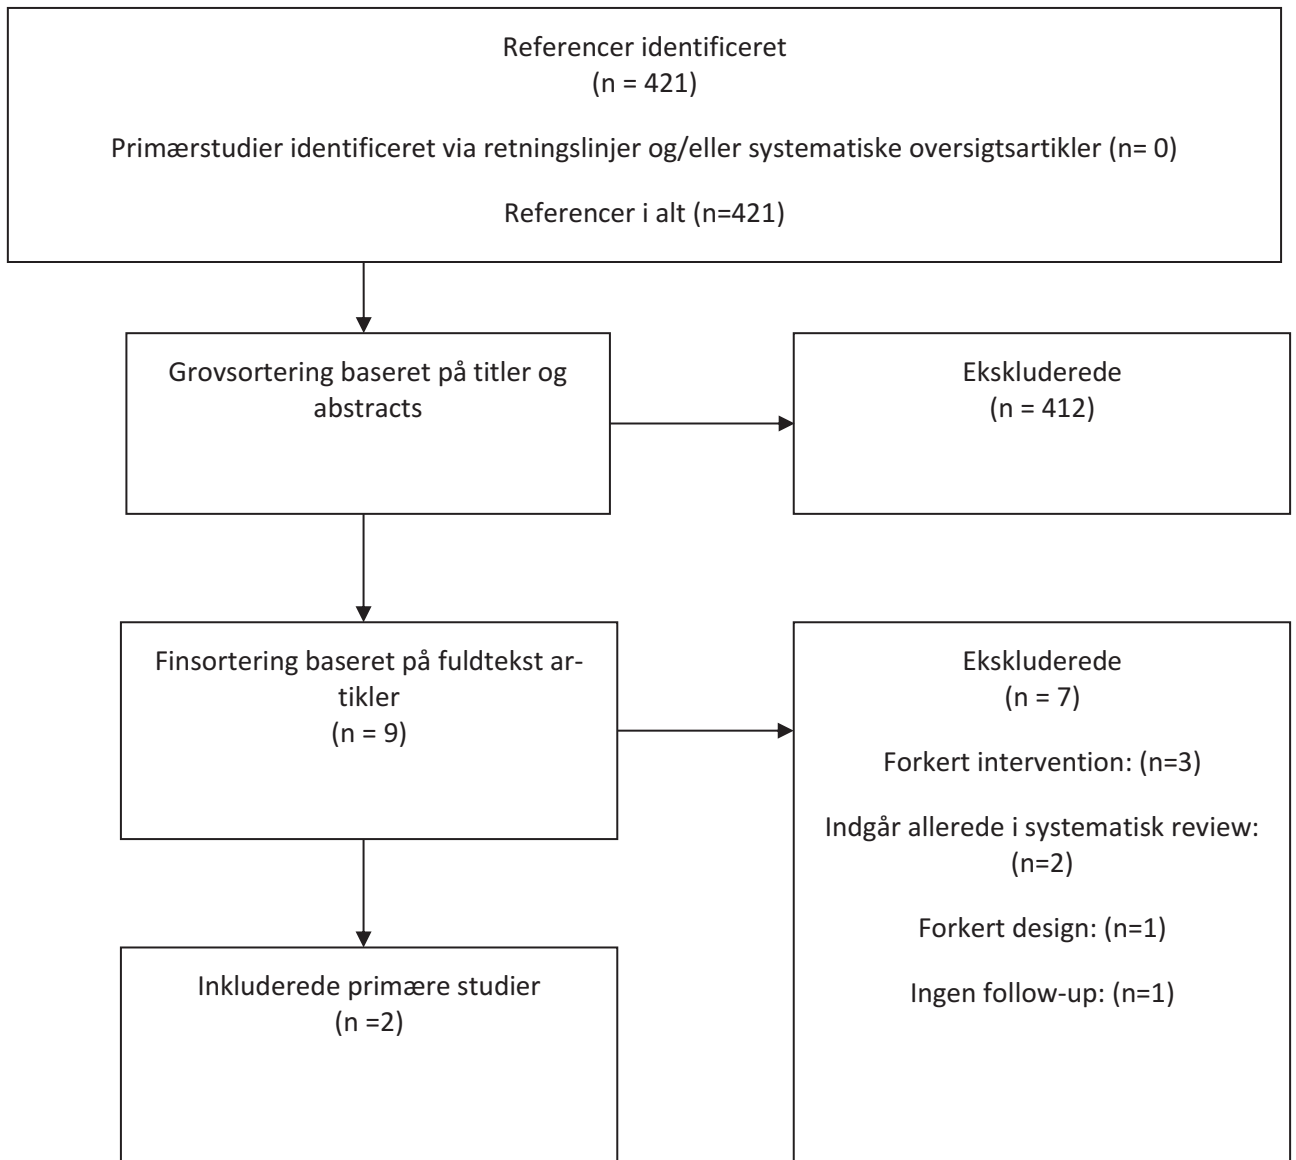 Referencer identificeret
(n = 421)
Primærstudier identificeret via retningslinjer og/eller systematiske oversigtsartikler (n= 0)
Referencer i alt (n=421)
Grovsortering baseret på titler og
abstracts
Ekskluderede
(n = 412)
Finsortering baseret på fuldtekst ar-
tikler
(n = 9)
Ekskluderede
(n = 7)
Forkert intervention: (n=3)
Indgår allerede i systematisk review:
(n=2)
Forkert design: (n=1)
Ingen follow-up: (n=1)
Inkluderede primære studier
(n =2)